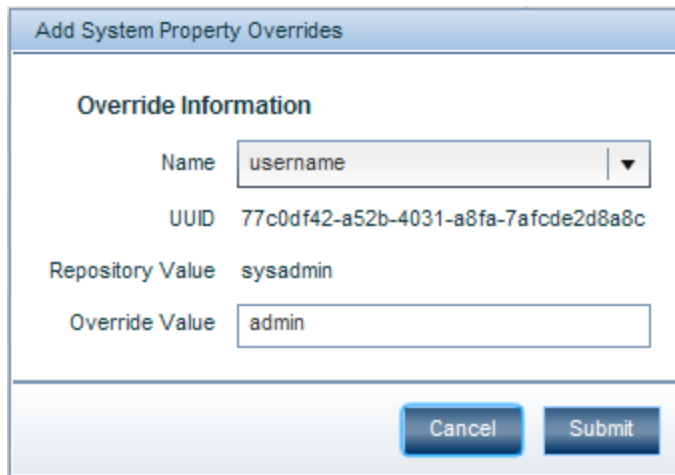 Add System Property Overrides
Override Information
Name username
UUID 77c0df42-a52b-4031-a8fa-7afcde2d8a8c
Repository Value sysadmin
Override Value admin
Cancel Submit